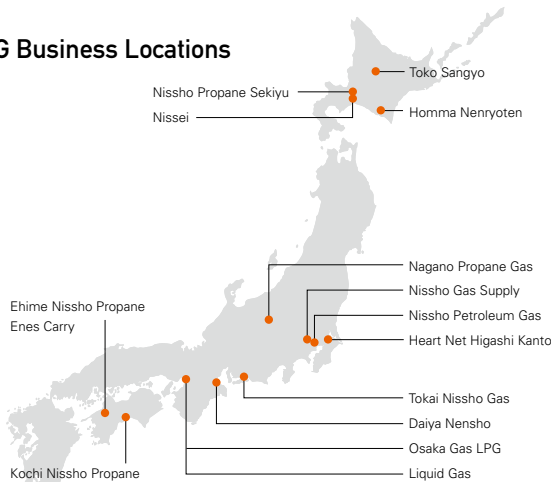 G Business Locations
Toko Sangyo
Nissho Propane Sekiyu
Nissei
Homma Nenryoten
Nagano Propane Gas
Nissho Gas Supply
Nissho Petroleum Gas
Heart Net Higashi Kanto
Ehime Nissho Propane
Enes Carry
Tokai Nissho Gas
Daiya Nensho
Osaka Gas LPG
Kochi Nissho Propane
Liquid Gas